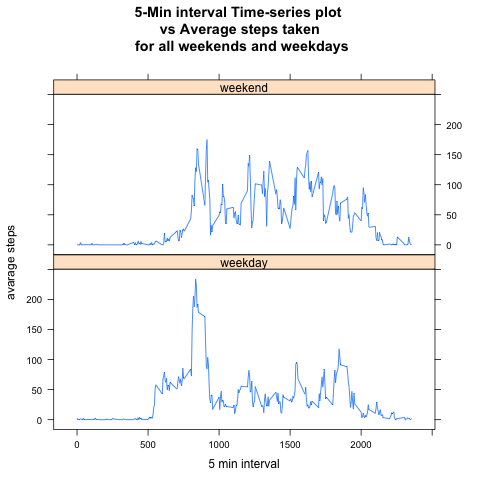 5-Min interval Time-series plot
vs Average steps taken
for all weekends and weekdays
weekend
200
150
100
50
0
weekday
200
150
100
50
0
avarage steps
0 500 1000 1500 2000
5 min interval